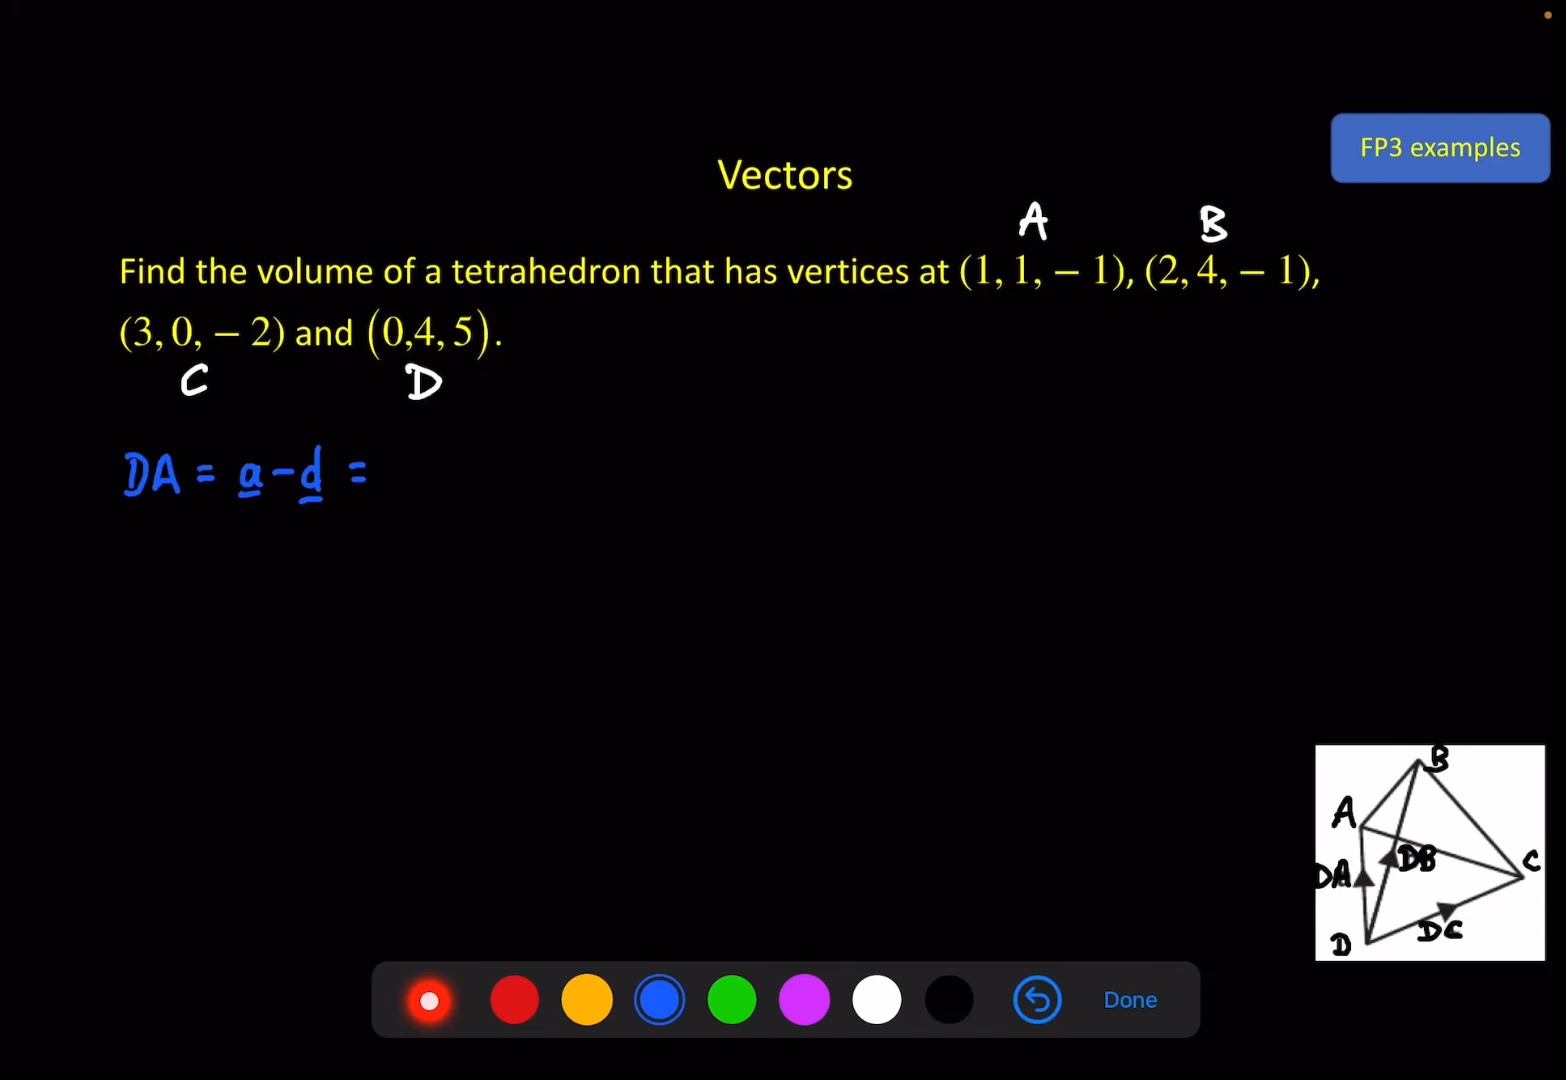 FP3 examples
Vectors
A B
Find the volume of a tetrahedron that has vertices at (1, 1, − 1), (2, 4, − 1),
(3, 0, − 2) and (0,4, 5).
C D
DA = a - d =
B
A
DB C
DA
DC
D
Done